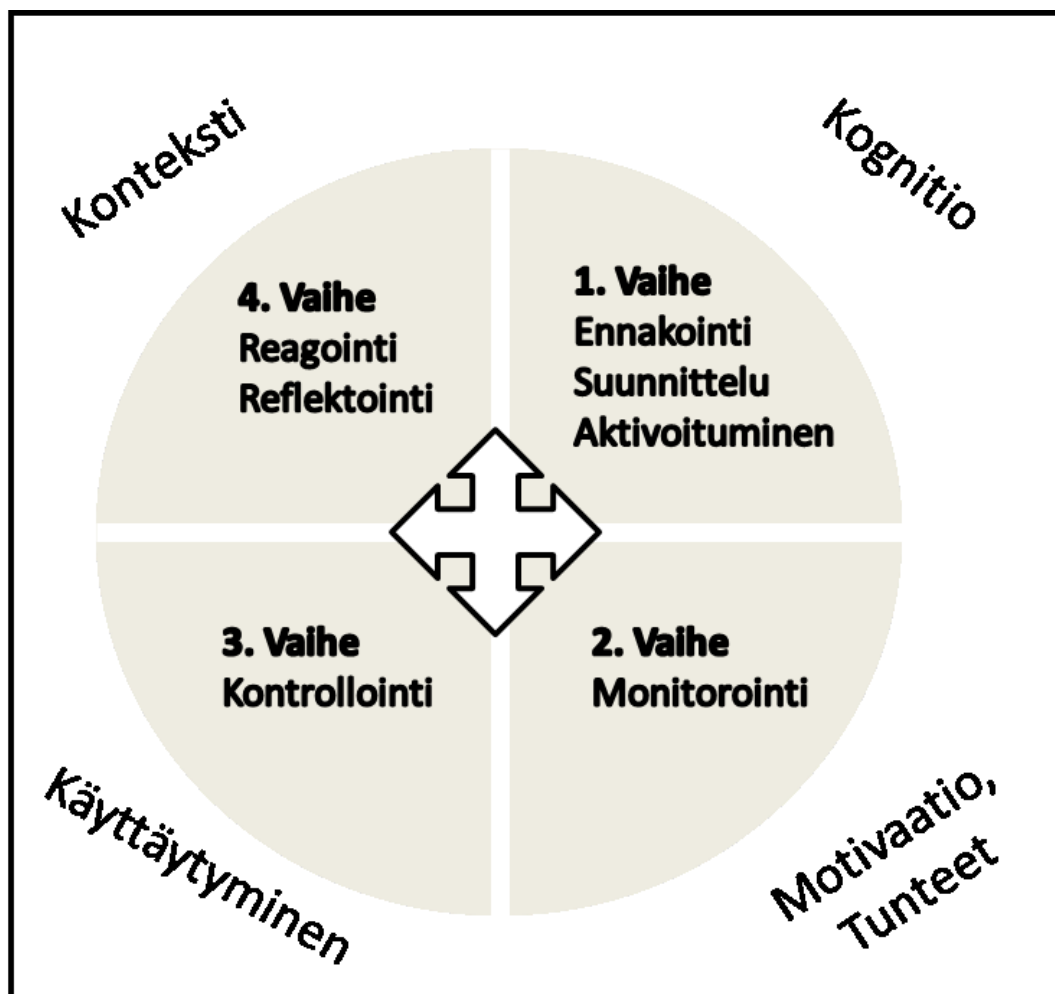 Konteksti
Kognitio
4. Vaihe
Reagointi
Reflektointi
1. Vaihe
Ennakointi
Suunnittelu
Aktivoituminen
3. Vaihe
Kontrollointi
2. Vaihe
Monitorointi
Käyttäytyminen
Motivaatio,
Tunteet